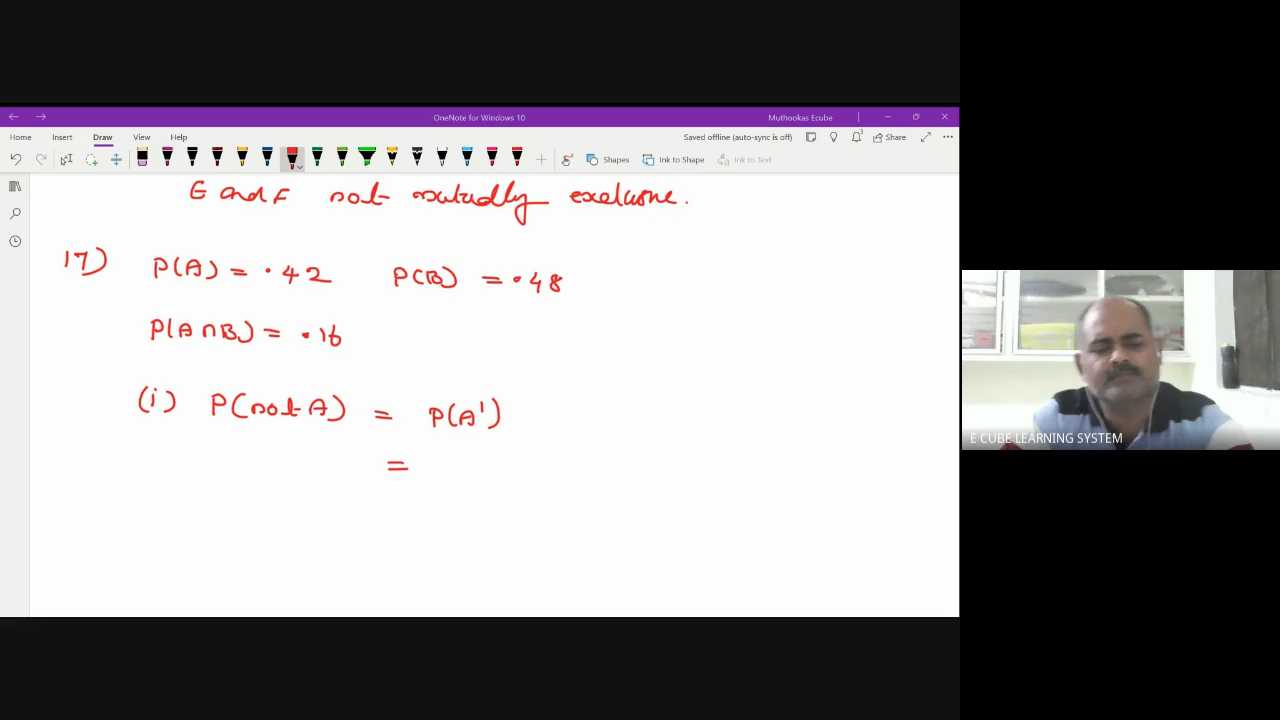 OneNote for Windows 10
Muthookas Ecube
Home Insert Draw View Help
Saved offline (auto-sync is off) Share
Shapes Ink to Shape Ink to Text
E and F not mutually exclusive.
17) P(A) = .42 P(B) = .48
P(A∩B) = .16
(i) P(not A) = P(A')
=
E CUBE LEARNING SYSTEM